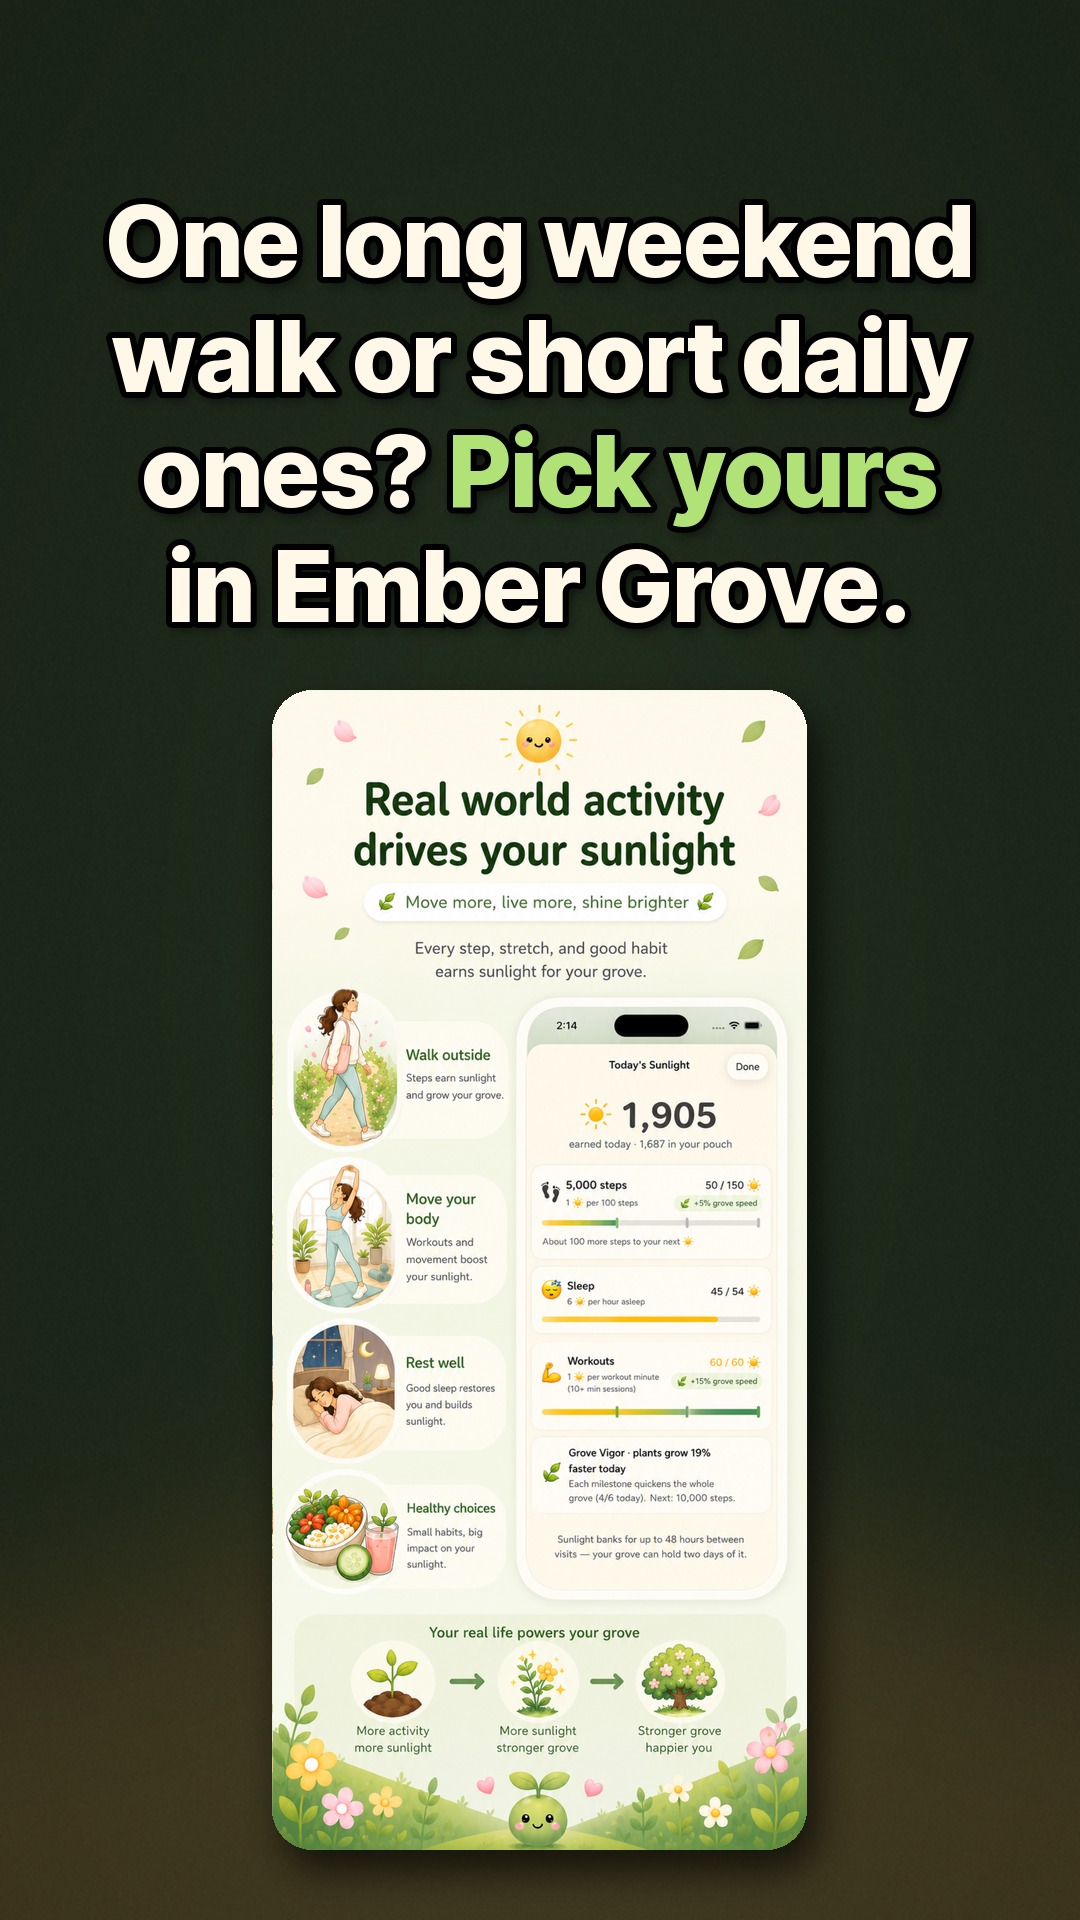 One long weekend
walk or short daily
ones? Pick yours
in Ember Grove.
Real world activity
drives your sunlight
Move more, live more, shine brighter
Every step, stretch, and good habit
earns sunlight for your grove.
Walk outside
Steps earn sunlight
and grow your grove.
Move your
body
Workouts and
movement boost
your sunlight.
Rest well
Good sleep restores
you and builds
sunlight.
Healthy choices
Small habits, big
impact on your
sunlight.
2:14
Today's Sunlight
Done
1,905
earned today · 1,687 in your pouch
5,000 steps
50 / 150
1 ☀️ per 100 steps
+5% grove speed
About 100 more steps to your next ☀️
Sleep
45 / 54
6 ☀️ per hour asleep
Workouts
60 / 60
1 ☀️ per workout minute
(10+ min sessions)
+15% grove speed
Grove Vigor · plants grow 19%
faster today
Each milestone quickens the whole
grove (4/6 today). Next: 10,000 steps.
Sunlight banks for up to 48 hours between
visits — your grove can hold two days of it.
Your real life powers your grove
More activity
more sunlight
More sunlight
stronger grove
Stronger grove
happier you